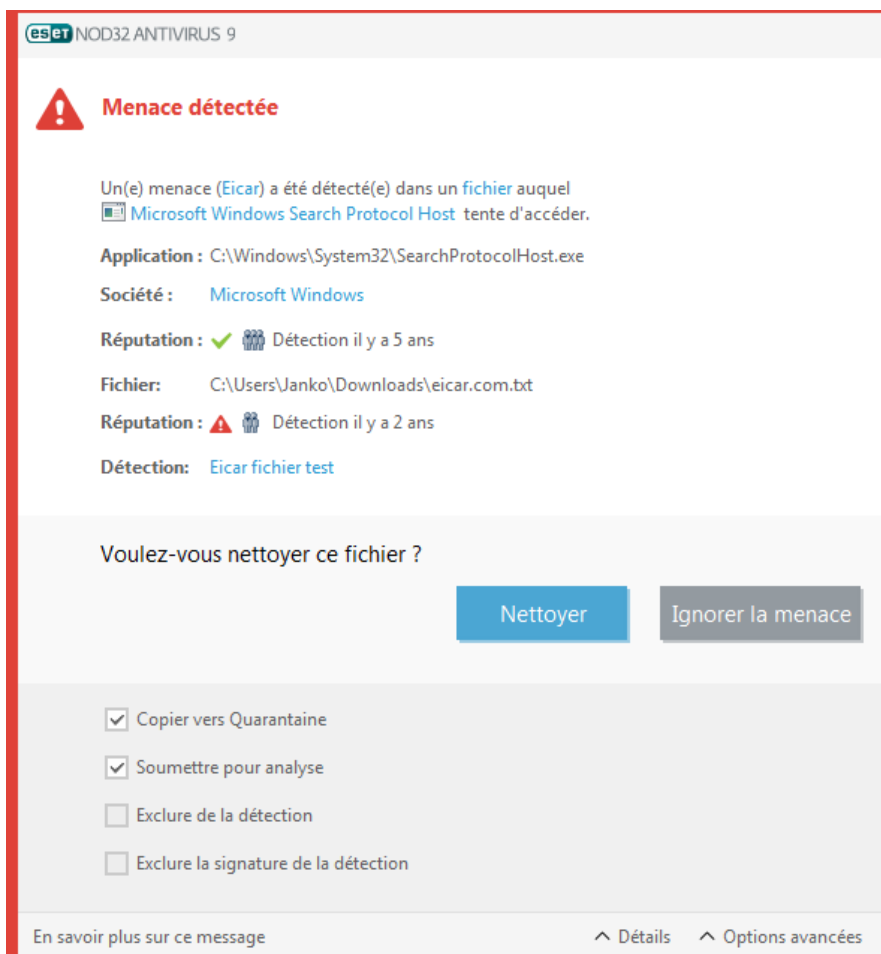 eset NOD32 ANTIVIRUS 9
Menace détectée
Un(e) menace (Eicar) a été détecté(e) dans un fichier auquel
Microsoft Windows Search Protocol Host tente d'accéder.
Application : C:\Windows\System32\SearchProtocolHost.exe
Société : Microsoft Windows
Réputation : Détection il y a 5 ans
Fichier: C:\Users\Janko\Downloads\eicar.com.txt
Réputation : Détection il y a 2 ans
Détection: Eicar fichier test
Voulez-vous nettoyer ce fichier ?
Nettoyer Ignorer la menace
Copier vers Quarantaine
Soumettre pour analyse
Exclure de la détection
Exclure la signature de la détection
En savoir plus sur ce message Détails Options avancées